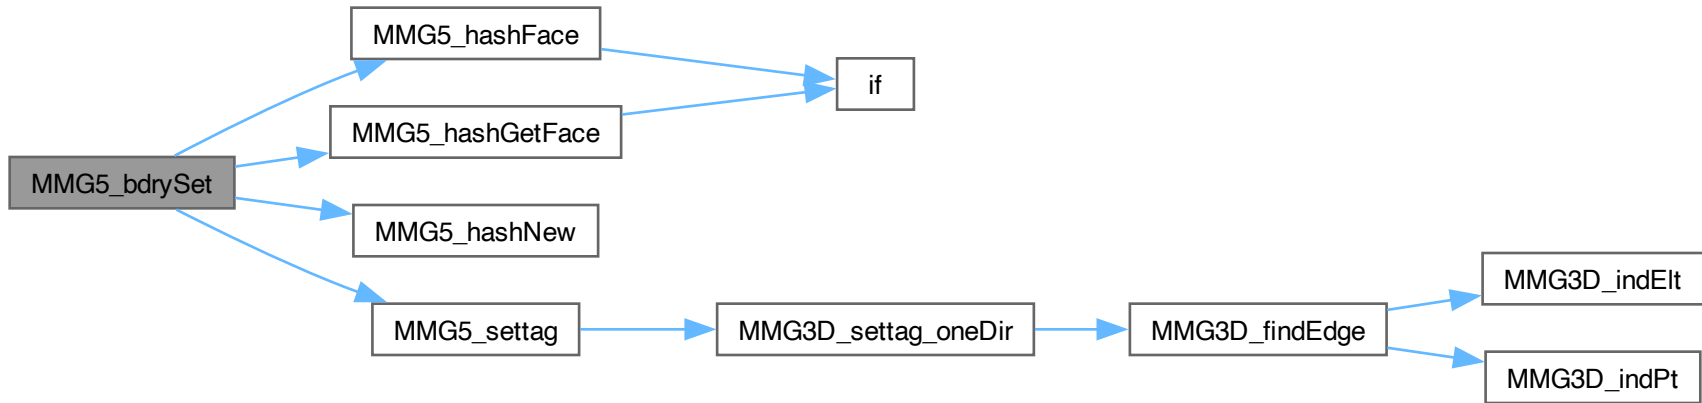 MMG5_hashFace
if
MMG5_hashGetFace
MMG5_bdrySet
MMG5_hashNew
MMG3D_indElt
MMG5_settag
MMG3D_settag_oneDir
MMG3D_findEdge
MMG3D_indPt